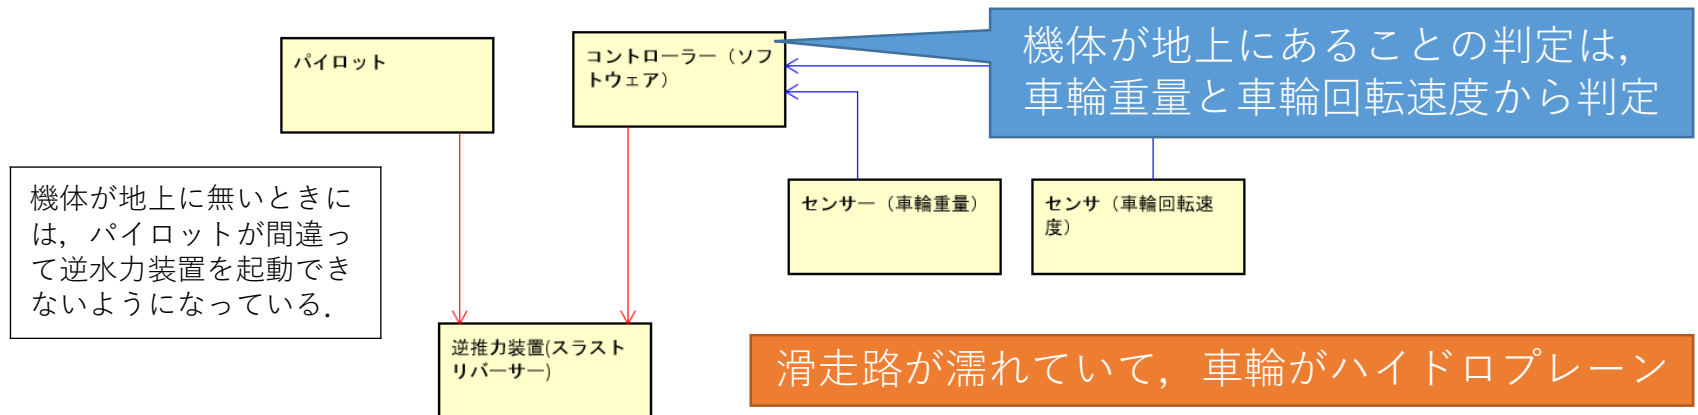 パイロット
コントローラー（ソフ
トウェア）
機体が地上にあることの判定は，
車輪重量と車輪回転速度から判定
機体が地上に無いときに
は，パイロットが間違っ
て逆水力装置を起動でき
ないようになっている．
センサー（車輪重量）
センサ（車輪回転速
度）
逆推力装置(スラスト
リバーサー)
滑走路が濡れていて，車輪がハイドロプレーン